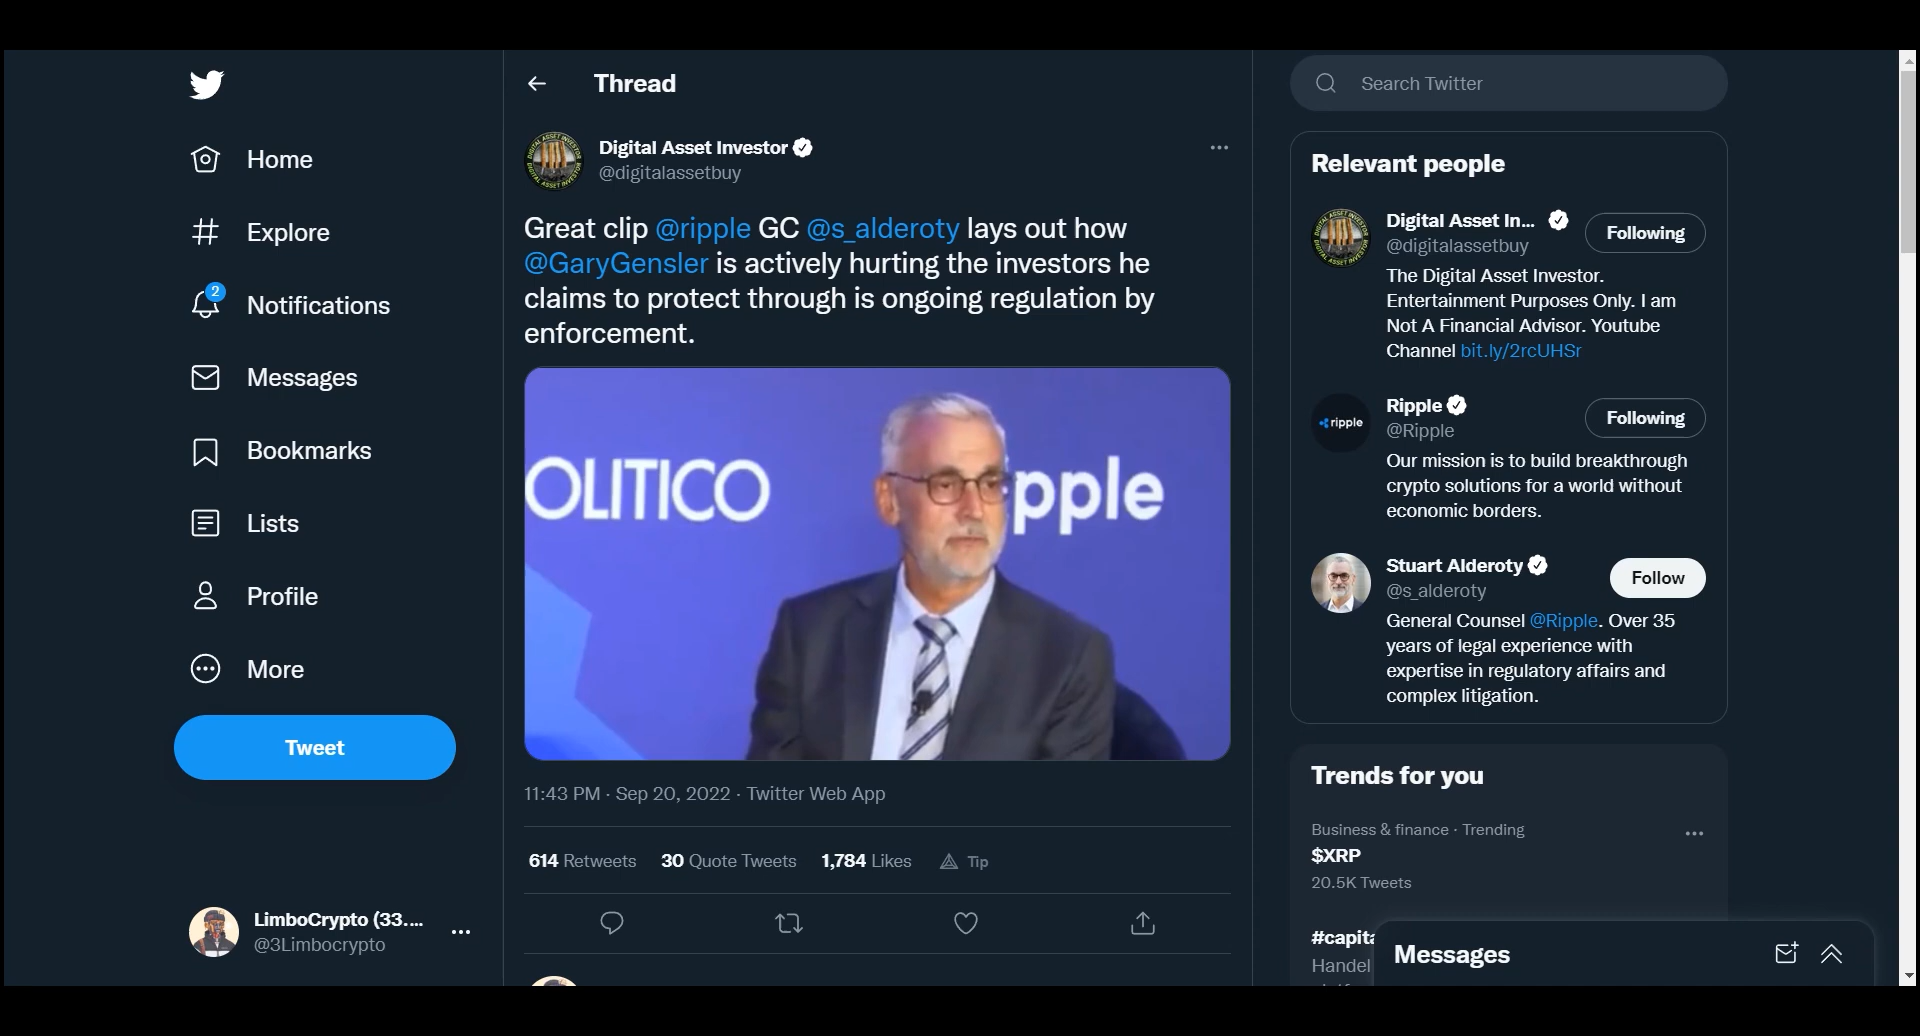 Home
Explore
2
Notifications
Messages
Bookmarks
Lists
Profile
More
Tweet
LimboCrypto (33....
@3Limbocrypto
Thread
Digital Asset Investor
@digitalassetbuy
Great clip @ripple GC @s_alderoty lays out how
@GaryGensler is actively hurting the investors he
claims to protect through is ongoing regulation by
enforcement.
OLITICO
pple
11:43 PM · Sep 20, 2022 · Twitter Web App
614 Retweets 30 Quote Tweets 1,784 Likes Tip
Search Twitter
Relevant people
Digital Asset In...
@digitalassetbuy
Following
The Digital Asset Investor.
Entertainment Purposes Only. I am
Not A Financial Advisor. Youtube
Channel bit.ly/2rcUHSr
ripple
Ripple
@Ripple
Following
Our mission is to build breakthrough
crypto solutions for a world without
economic borders.
Stuart Alderoty
@s_alderoty
Follow
General Counsel @Ripple. Over 35
years of legal experience with
expertise in regulatory affairs and
complex litigation.
Trends for you
Business & finance · Trending
$XRP
20.5K Tweets
#capita
Handel
Messages